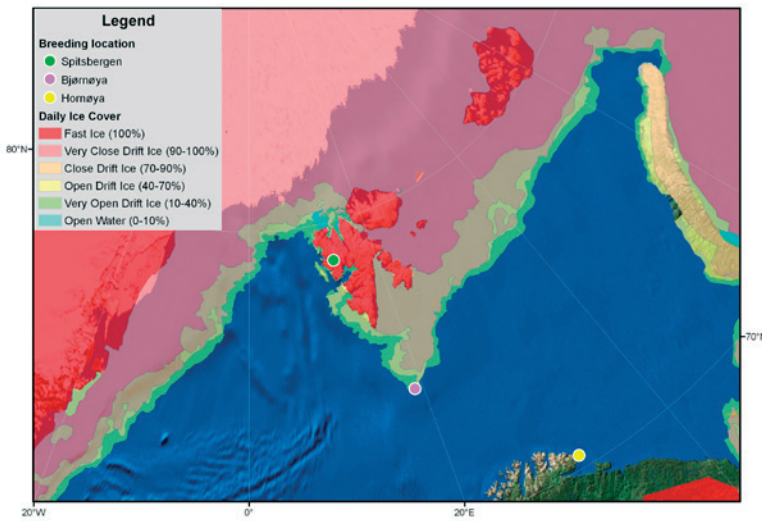 Legend
Breeding location
Spitsbergen
Bjørnøya
Hornøya
Daily Ice Cover
Fast Ice (100%)
Very Close Drift Ice (90-100%)
Close Drift Ice (70-90%)
Open Drift Ice (40-70%)
Very Open Drift Ice (10-40%)
Open Water (0-10%)
80°N
70°N
20°W
0°
20°E